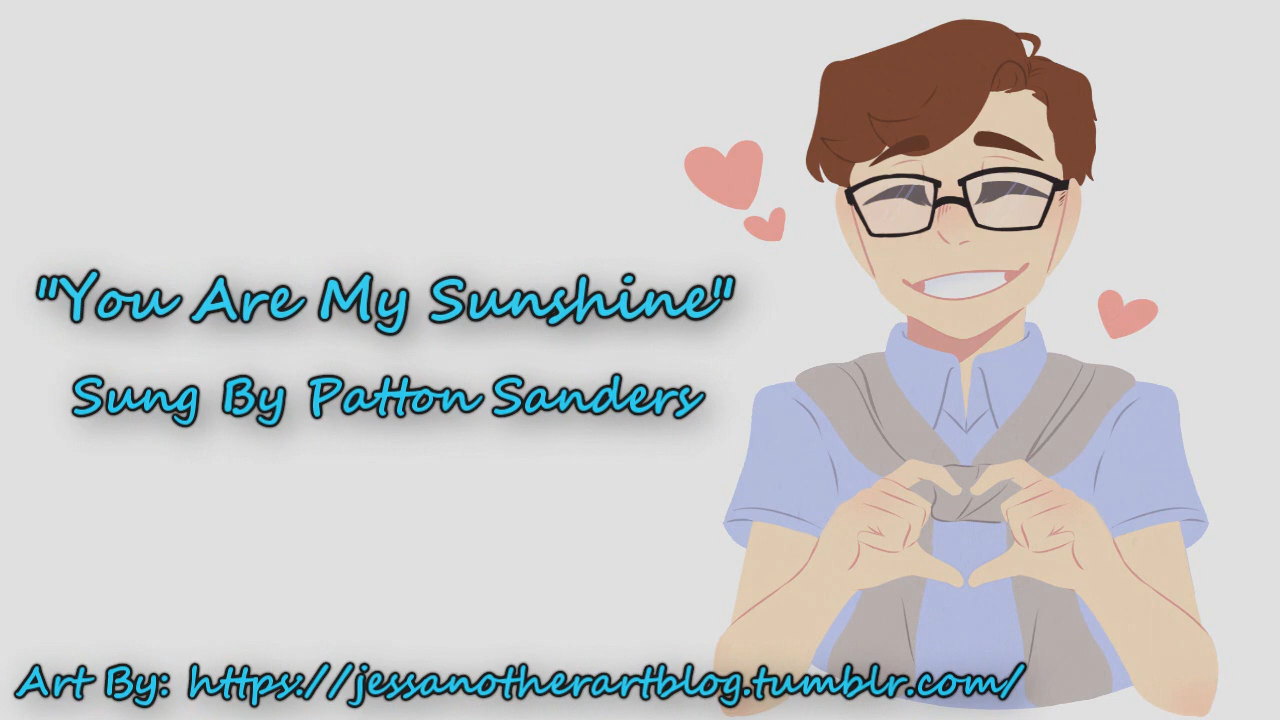 "You Are My Sunshine"
Sung By Patton Sanders
Art By: https://jessanotherartblog.tumblr.com/